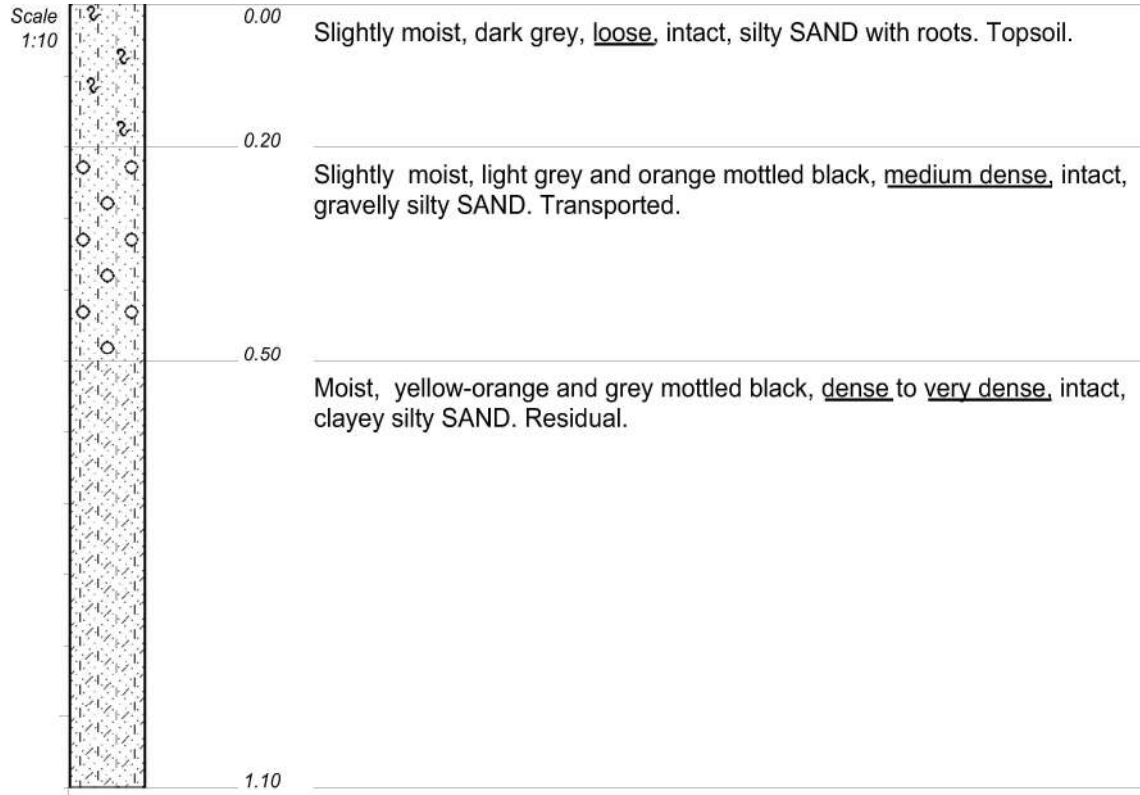 Scale
1:10
0.00
Slightly moist, dark grey, loose, intact, silty SAND with roots. Topsoil.
0.20
Slightly moist, light grey and orange mottled black, medium dense, intact,
gravelly silty SAND. Transported.
0.50
Moist, yellow-orange and grey mottled black, dense to very dense, intact,
clayey silty SAND. Residual.
1.10